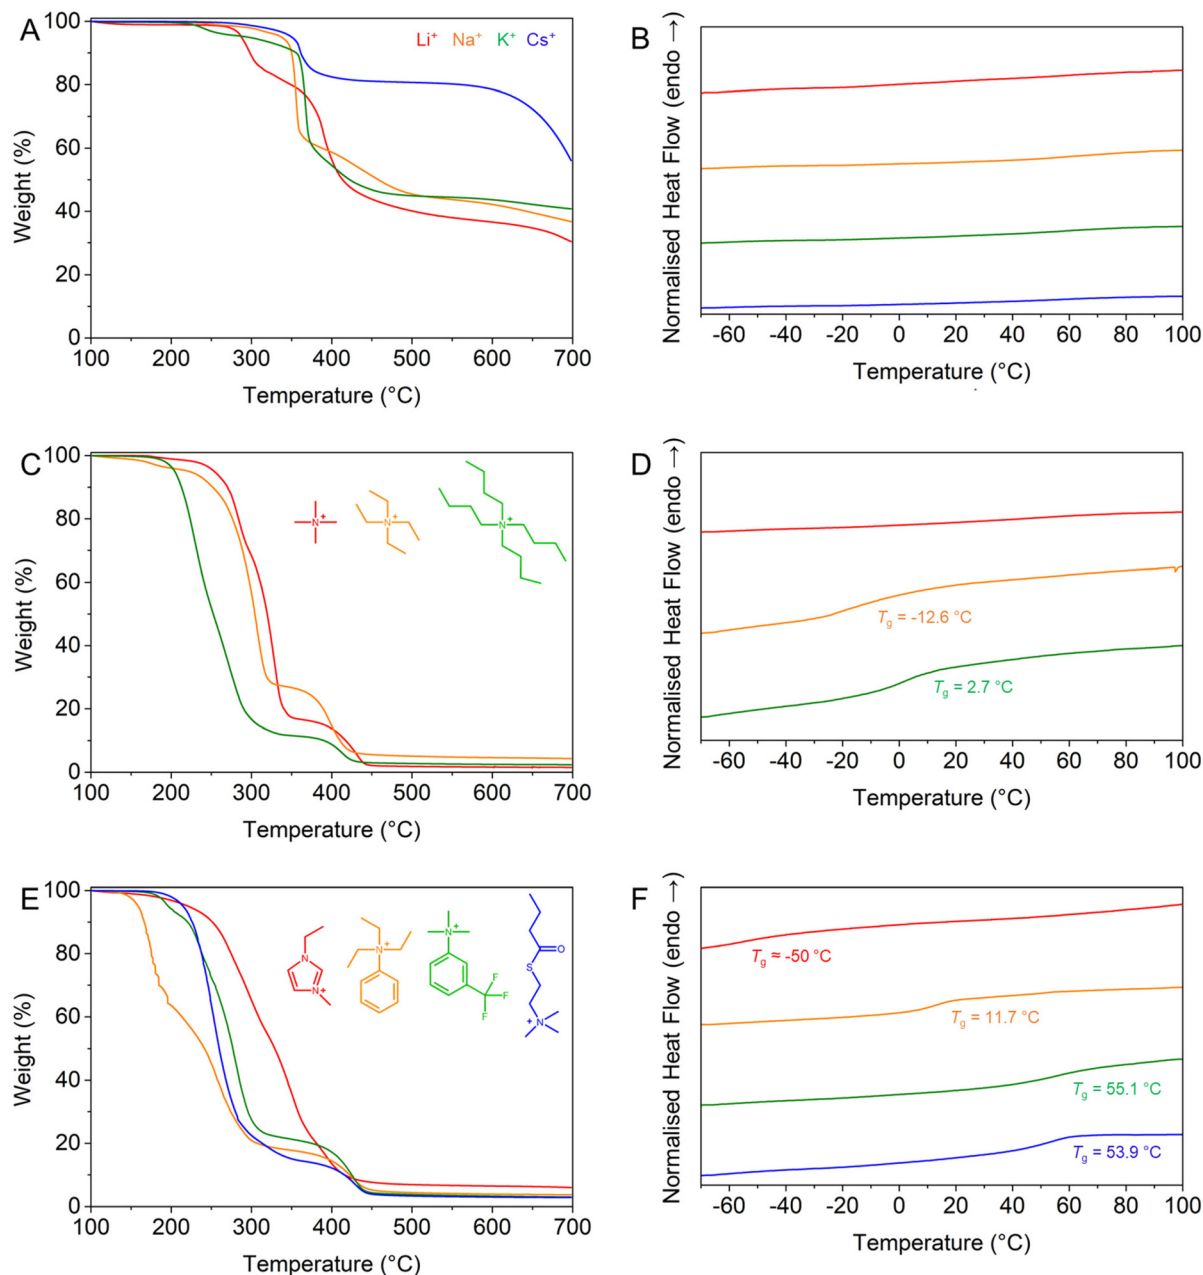 A
Li⁺ Na⁺ K⁺ Cs⁺
Weight (%)
100
80
60
40
20
0
100 200 300 400 500 600 700
Temperature (°C)
B
Normalised Heat Flow (endo →)
-60 -40 -20 0 20 40 60 80 100
Temperature (°C)
C
N+
N+
N+
Weight (%)
100
80
60
40
20
0
100 200 300 400 500 600 700
Temperature (°C)
D
Normalised Heat Flow (endo →)
Tg = -12.6 °C
Tg = 2.7 °C
-60 -40 -20 0 20 40 60 80 100
Temperature (°C)
E
N
N+
N+
N+
F
F
F
O
S
N+
Weight (%)
100
80
60
40
20
0
100 200 300 400 500 600 700
Temperature (°C)
F
Normalised Heat Flow (endo →)
Tg ≈ -50 °C
Tg = 11.7 °C
Tg = 55.1 °C
Tg = 53.9 °C
-60 -40 -20 0 20 40 60 80 100
Temperature (°C)